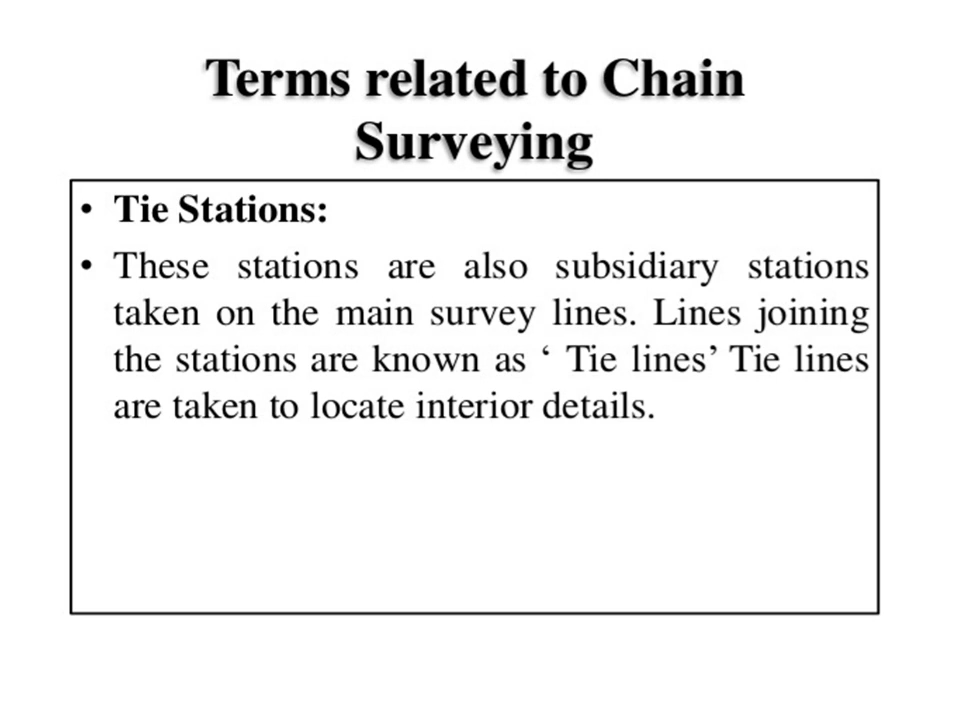 Terms related to Chain
Surveying
• Tie Stations:
• These stations are also subsidiary stations
taken on the main survey lines. Lines joining
the stations are known as ‘ Tie lines’ Tie lines
are taken to locate interior details.